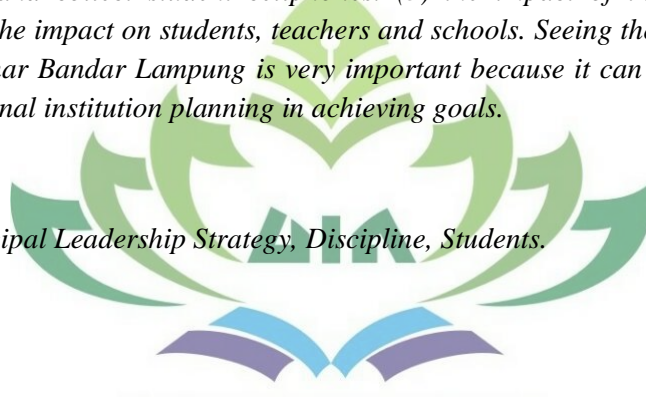 he impact on students, teachers and schools. Seeing the
ar Bandar Lampung is very important because it can
nal institution planning in achieving goals.
ipal Leadership Strategy, Discipline, Students.